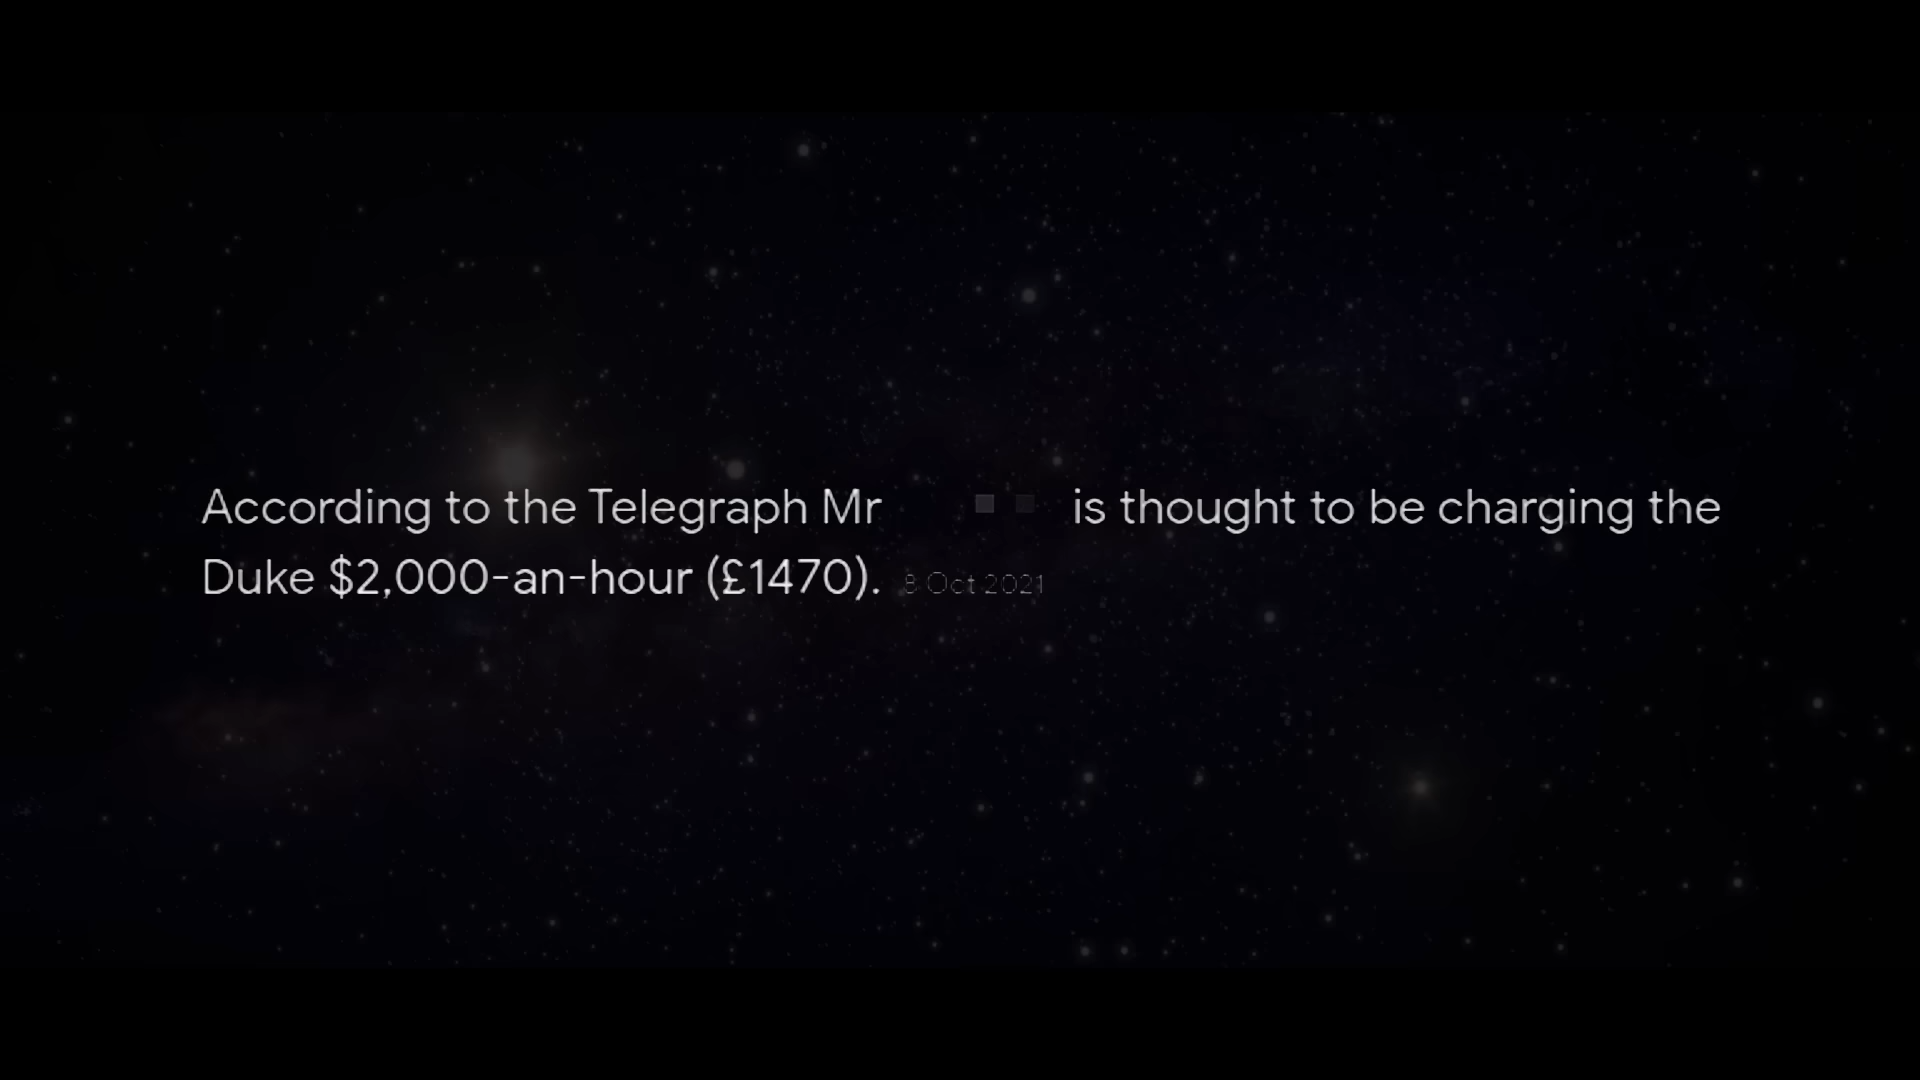 According to the Telegraph Mr is thought to be charging the
Duke $2,000-an-hour (£1470). 8 Oct 2021